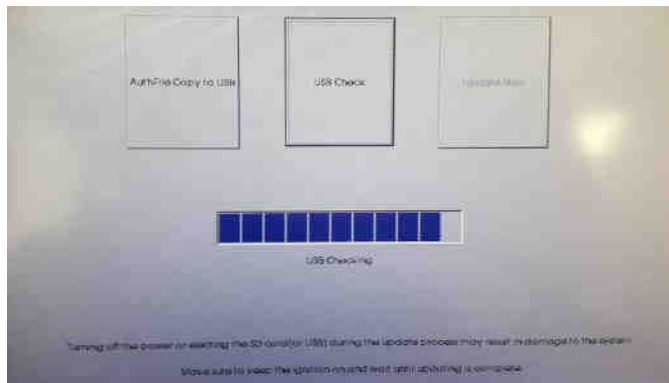 AuthFile Copy to USB
USB Check
Update Now
USB Checking
Turning off the power or ejecting the SD card(or USB) during the update process may result in damage to the system
Make sure to keep the ignition on and wait until updating is complete